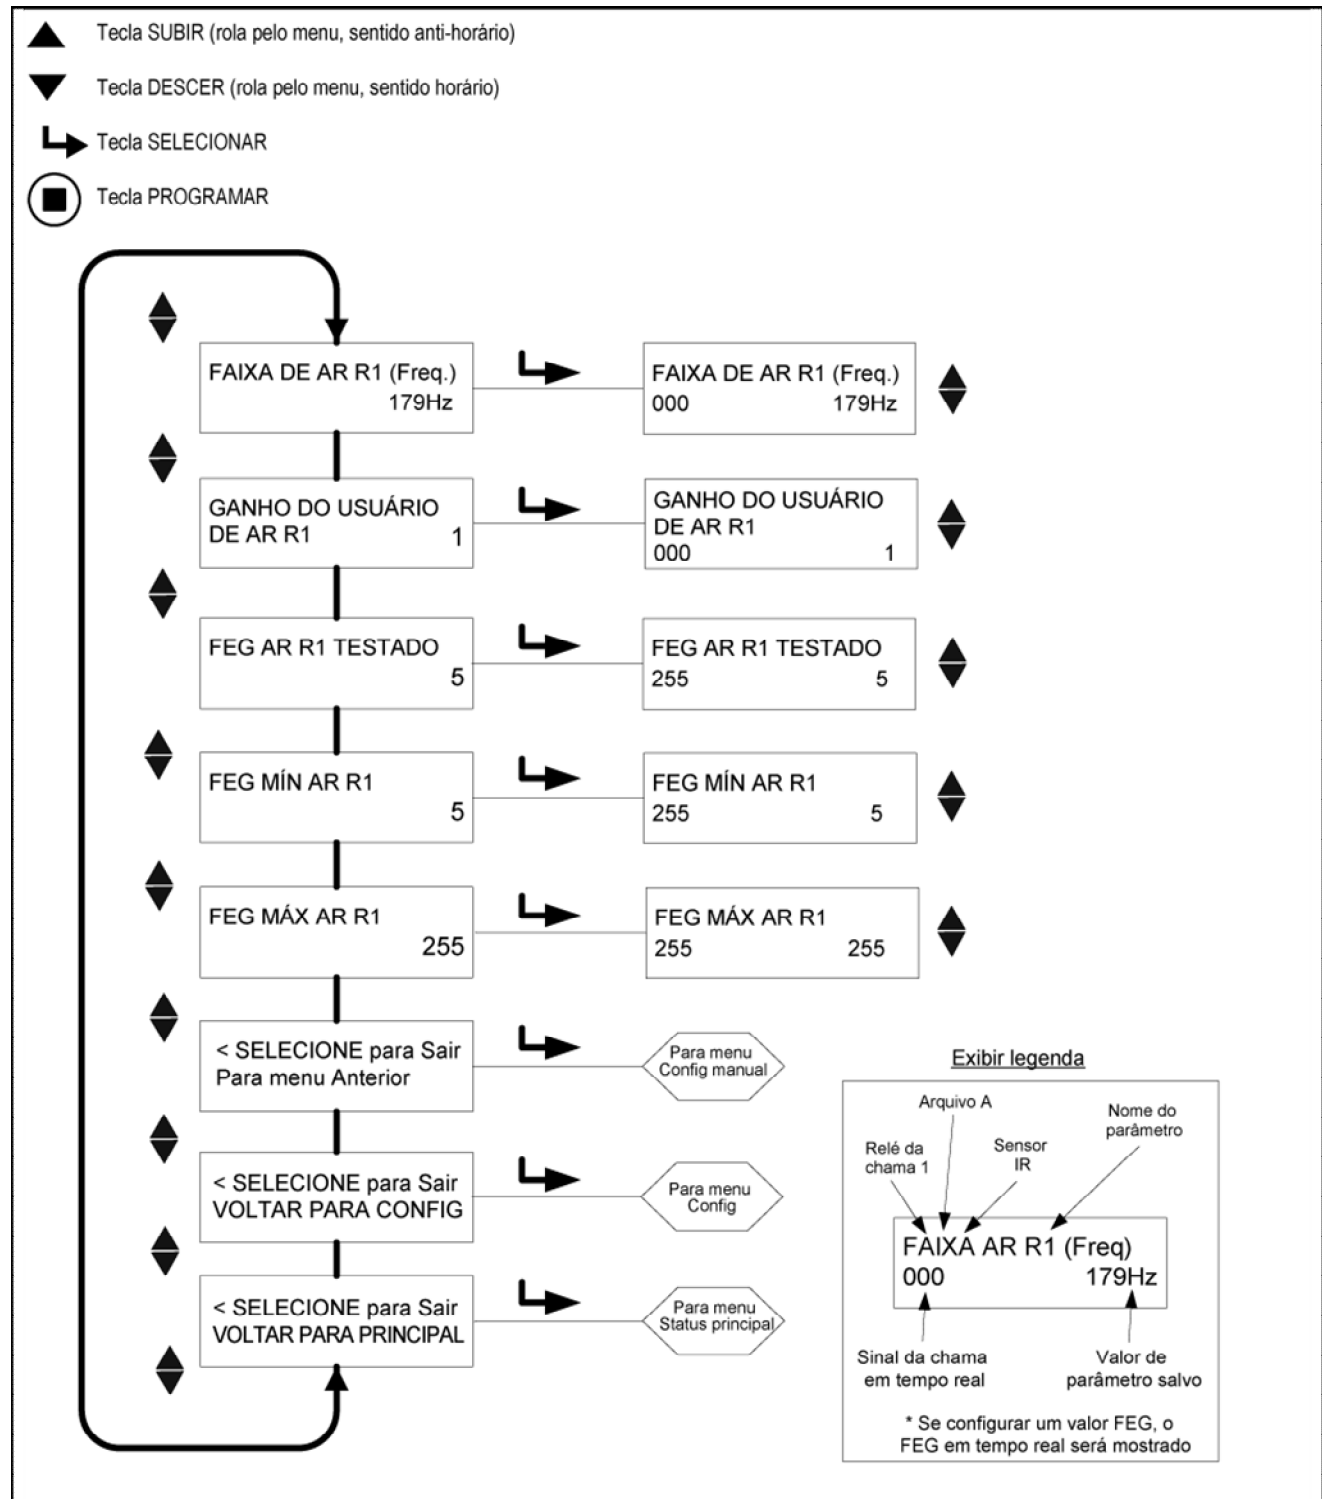 Tecla SUBIR (rola pelo menu, sentido anti-horário)
Tecla DESCER (rola pelo menu, sentido horário)
Tecla SELECIONAR
Tecla PROGRAMAR
FAIXA DE AR R1 (Freq.)
179Hz
FAIXA DE AR R1 (Freq.)
000 179Hz
GANHO DO USUÁRIO
DE AR R1 1
GANHO DO USUÁRIO
DE AR R1
000 1
FEG AR R1 TESTADO
5
FEG AR R1 TESTADO
255 5
FEG MÍN AR R1
5
FEG MÍN AR R1
255 5
FEG MÁX AR R1
255
FEG MÁX AR R1
255 255
< SELECIONE para Sair
Para menu Anterior
Para menu
Config manual
< SELECIONE para Sair
VOLTAR PARA CONFIG
Para menu
Config
< SELECIONE para Sair
VOLTAR PARA PRINCIPAL
Para menu
Status principal
Exibir legenda
Arquivo A
Nome do
parâmetro
Relé da
chama 1
Sensor
IR
FAIXA AR R1 (Freq)
000 179Hz
Sinal da chama
em tempo real
Valor de
parâmetro salvo
* Se configurar um valor FEG, o
FEG em tempo real será mostrado